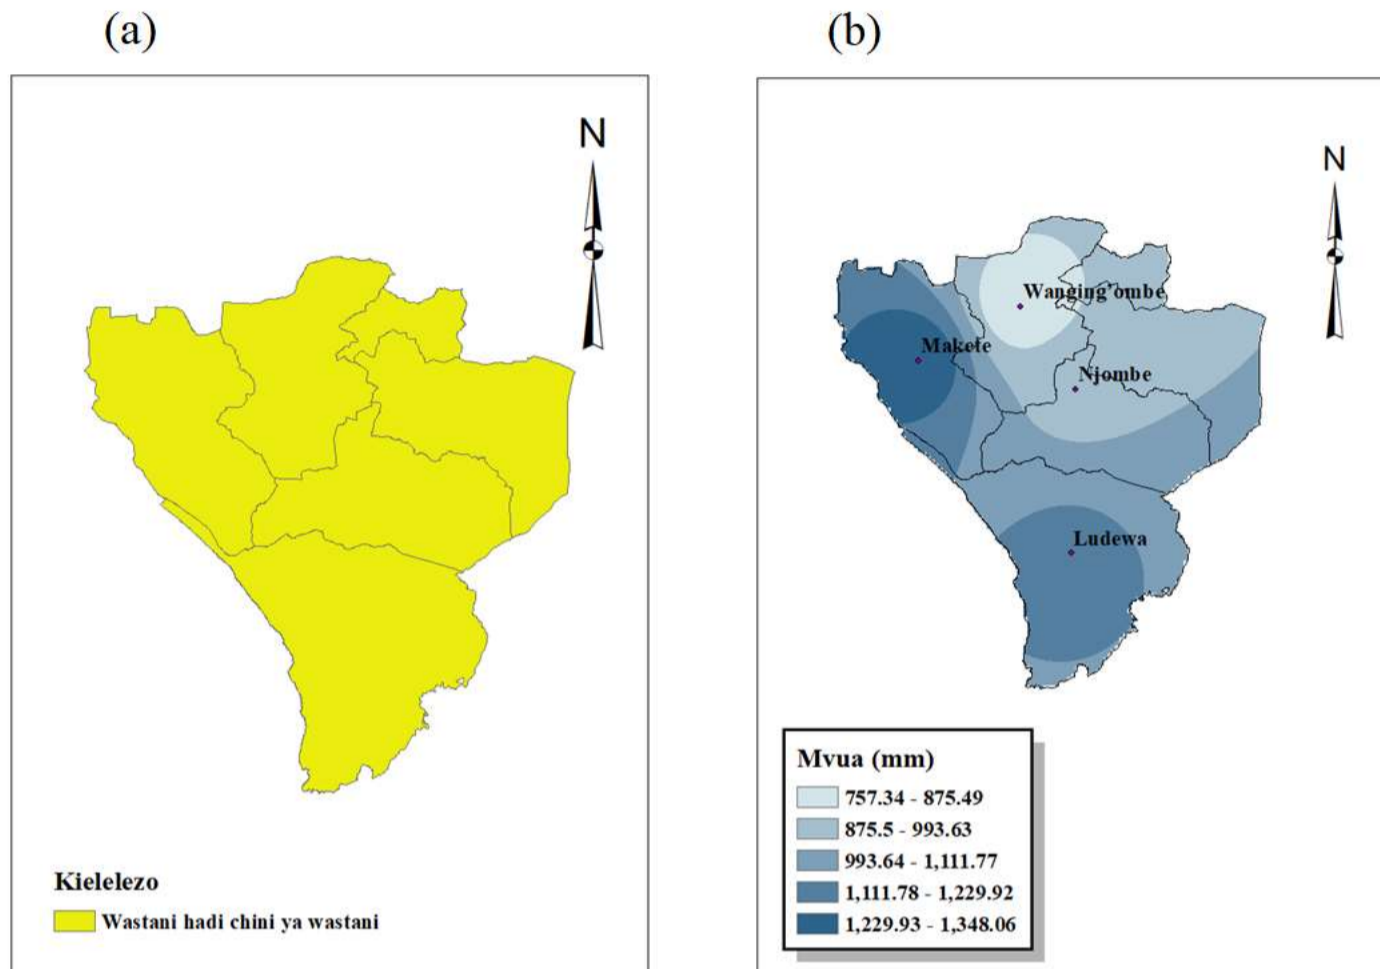 (a)
(b)
N
Kielelezo
Wastani hadi chini ya wastani
N
Wanging'ombe
Makete
Njombe
Ludewa
Mvua (mm)
757.34 - 875.49
875.5 - 993.63
993.64 - 1,111.77
1,111.78 - 1,229.92
1,229.93 - 1,348.06